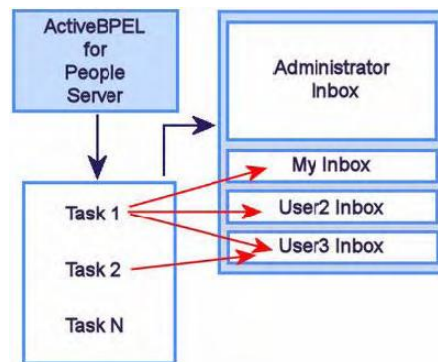 ActiveBPEL
for
People
Server
Administrator
Inbox
My Inbox
User2 Inbox
User3 Inbox
Task 1
Task 2
Task N